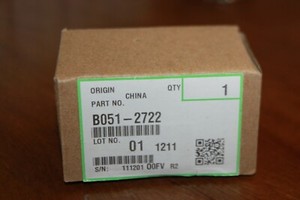 ORIGIN CHINA QTY 1
PART NO.
B051-2722
LOT NO. 01 1211
S/N: 111201 00FV R2